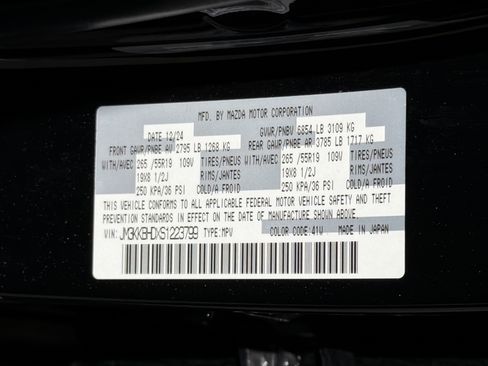 MFG. BY MAZDA MOTOR CORPORATION
DATE 12/24 GVWR/PNBV 6854 LB 3109 KG
FRONT GAWR/PNBE AV 2795 LB 1268 KG REAR GAWR/PNBE AR 3785 LB 1717 KG
WITH/AVEC 265 /55R19 109V TIRES/PNEUS WITH/AVEC 265 /55R19 109V TIRES/PNEUS
19X8 1/2J RIMS/JANTES 19X8 1/2J RIMS/JANTES
250 KPA/36 PSI COLD/A FROID 250 KPA/36 PSI COLD/A FROID
THIS VEHICLE CONFORMS TO ALL APPLICABLE FEDERAL MOTOR VEHICLE SAFETY AND THEFT
PREVENTION STANDARDS IN EFFECT ON THE DATE OF MANUFACTURE SHOWN ABOVE.
VIN: JM3KKBHDXS1223799 TYPE:MPV COLOR CODE:41W MADE IN JAPAN